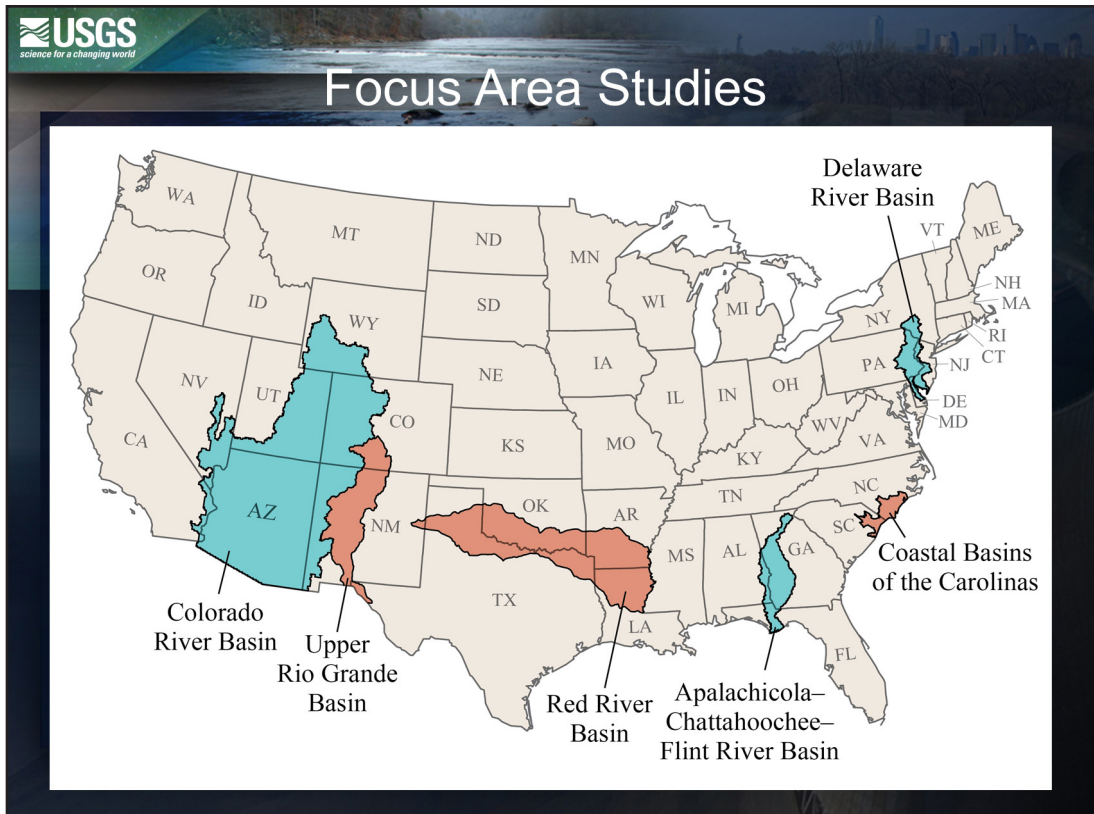 USGS
science for a changing world
Focus Area Studies
Delaware
River Basin
WA
MT
ND
MN
VT
ME
OR
ID
SD
WI
MI
NH
MA
WY
NY
RI
CT
NV
UT
NE
IA
PA
NJ
CA
CO
IL
IN
OH
DE
MD
KS
MO
WV
VA
KY
AZ
NM
OK
AR
TN
NC
SC
MS
AL
GA
Coastal Basins
of the Carolinas
TX
LA
FL
Colorado
River Basin
Upper
Rio Grande
Basin
Red River
Basin
Apalachicola–
Chattahoochee–
Flint River Basin